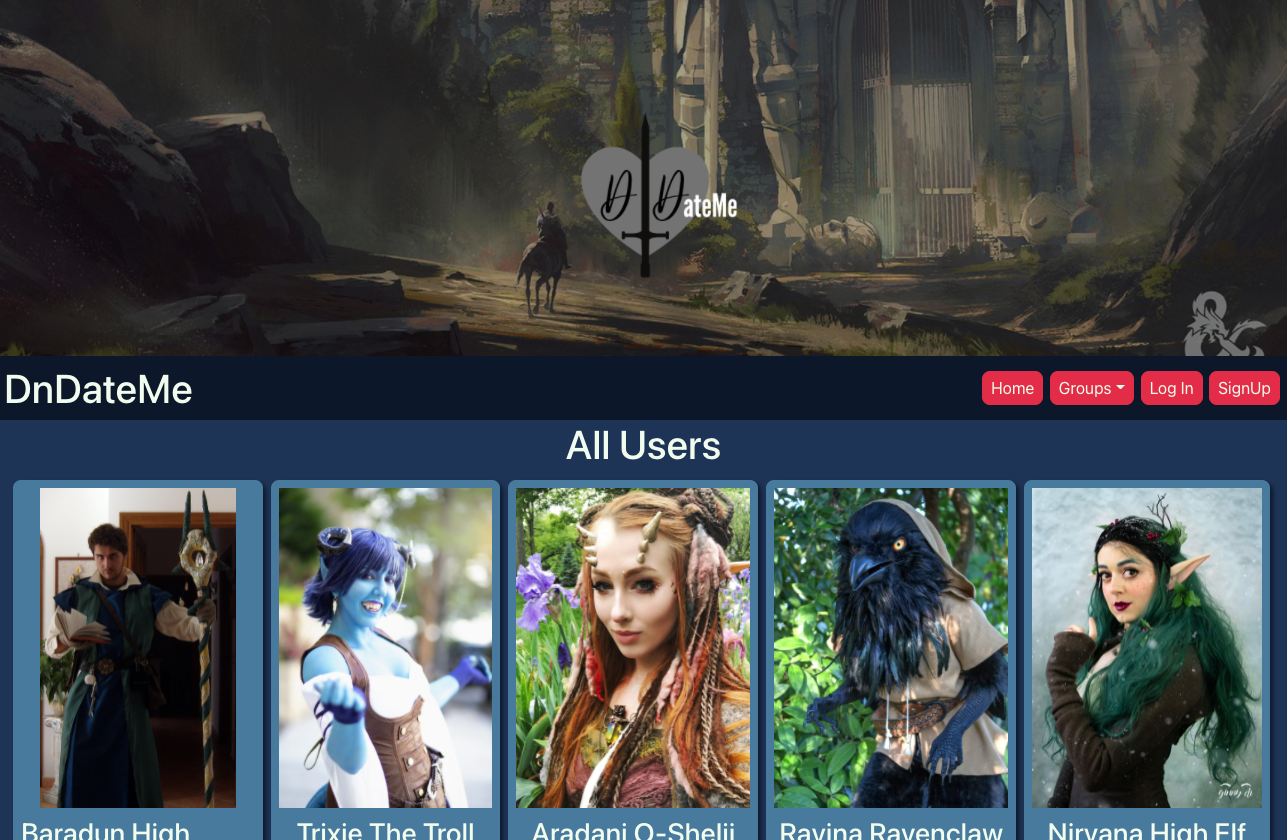 D D
ateMe
DnDateMe
Home
Groups
Log In
SignUp
All Users
Baradun High
Trixie The Troll
Aradani O-Shelii
Ravina Ravenclaw
Nirvana High Elf